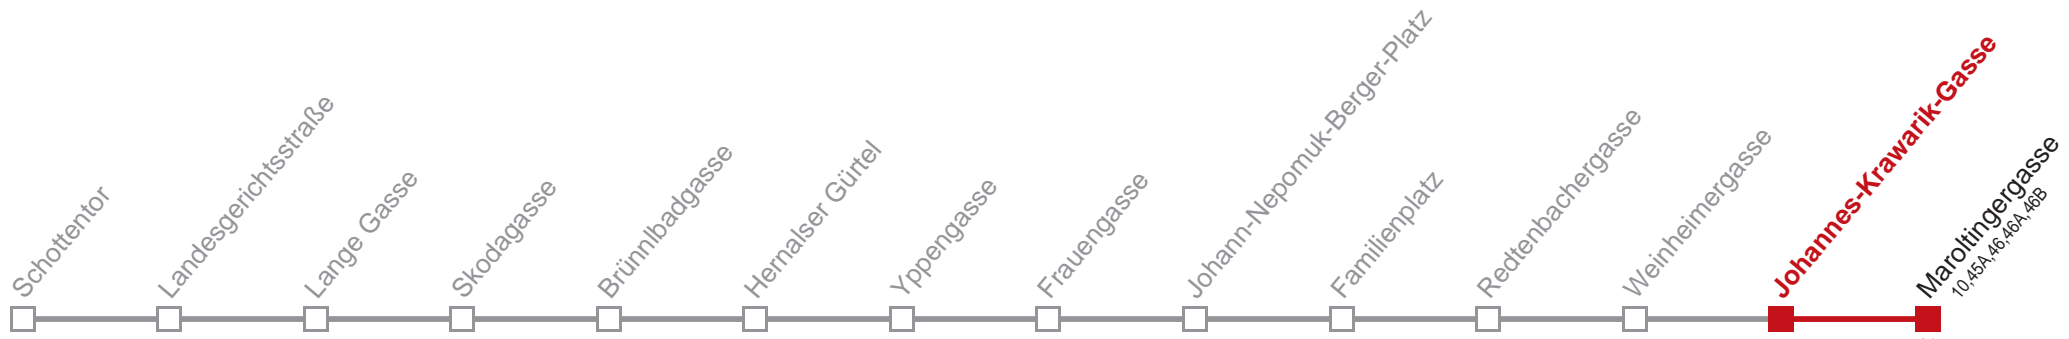 Schottentor
Landesgerichtsstraße
Lange Gasse
Skodagasse
Brünnlbadgasse
Hernalser Gürtel
Yppengasse
Frauengasse
Johann-Nepomuk-Berger-Platz
Familienplatz
Redtenbachergasse
Weinheimergasse
Johannes-Krawarik-Gasse
Maroltingergasse
10,45A,46,46A,46B